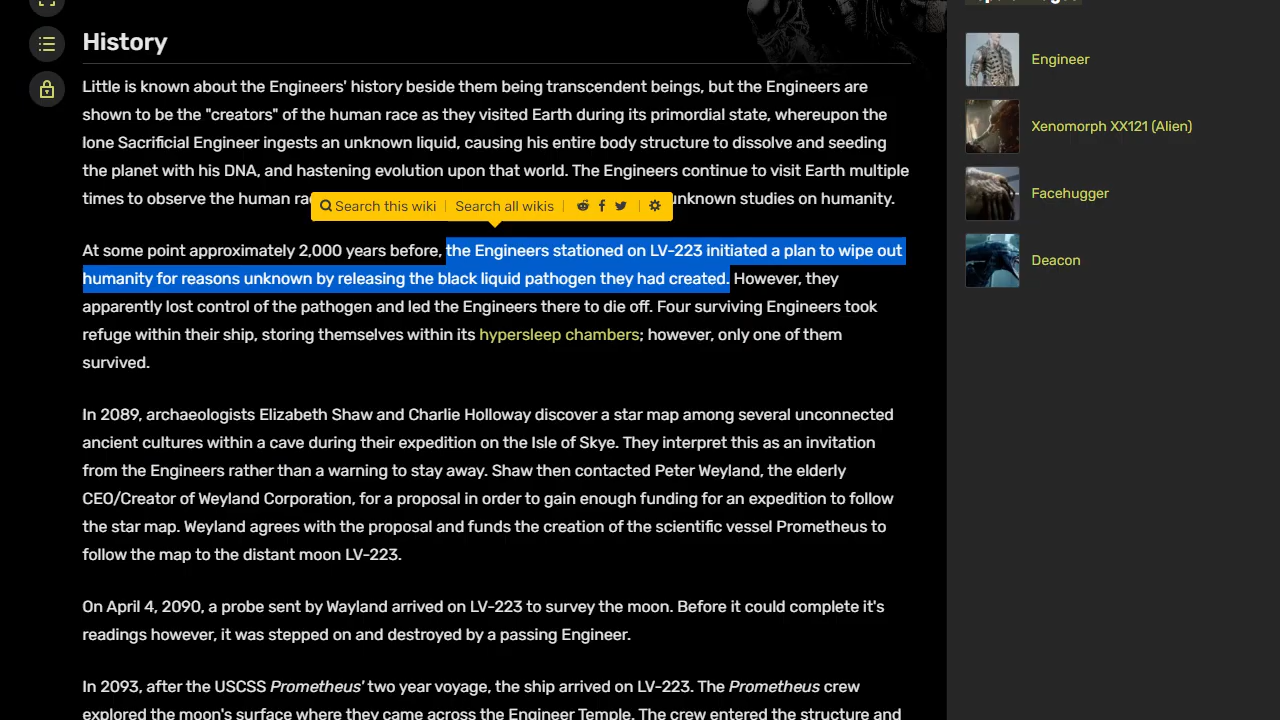 History
Little is known about the Engineers' history beside them being transcendent beings, but the Engineers are
shown to be the "creators" of the human race as they visited Earth during its primordial state, whereupon the
lone Sacrificial Engineer ingests an unknown liquid, causing his entire body structure to dissolve and seeding
the planet with his DNA, and hastening evolution upon that world. The Engineers continue to visit Earth multiple
times to observe the human unknown studies on humanity.
Search this wiki Search all wikis
At some point approximately 2,000 years before, the Engineers stationed on LV-223 initiated a plan to wipe out
humanity for reasons unknown by releasing the black liquid pathogen they had created. However, they
apparently lost control of the pathogen and led the Engineers there to die off. Four surviving Engineers took
refuge within their ship, storing themselves within its hypersleep chambers; however, only one of them
survived.
In 2089, archaeologists Elizabeth Shaw and Charlie Holloway discover a star map among several unconnected
ancient cultures within a cave during their expedition on the Isle of Skye. They interpret this as an invitation
from the Engineers rather than a warning to stay away. Shaw then contacted Peter Weyland, the elderly
CEO/Creator of Weyland Corporation, for a proposal in order to gain enough funding for an expedition to follow
the star map. Weyland agrees with the proposal and funds the creation of the scientific vessel Prometheus to
follow the map to the distant moon LV-223.
On April 4, 2090, a probe sent by Wayland arrived on LV-223 to survey the moon. Before it could complete it's
readings however, it was stepped on and destroyed by a passing Engineer.
In 2093, after the USCSS Prometheus' two year voyage, the ship arrived on LV-223. The Prometheus crew
explored the moon's surface where they came across the Engineer Temple. The crew entered the structure and
Engineer
Xenomorph XX121 (Alien)
Facehugger
Deacon